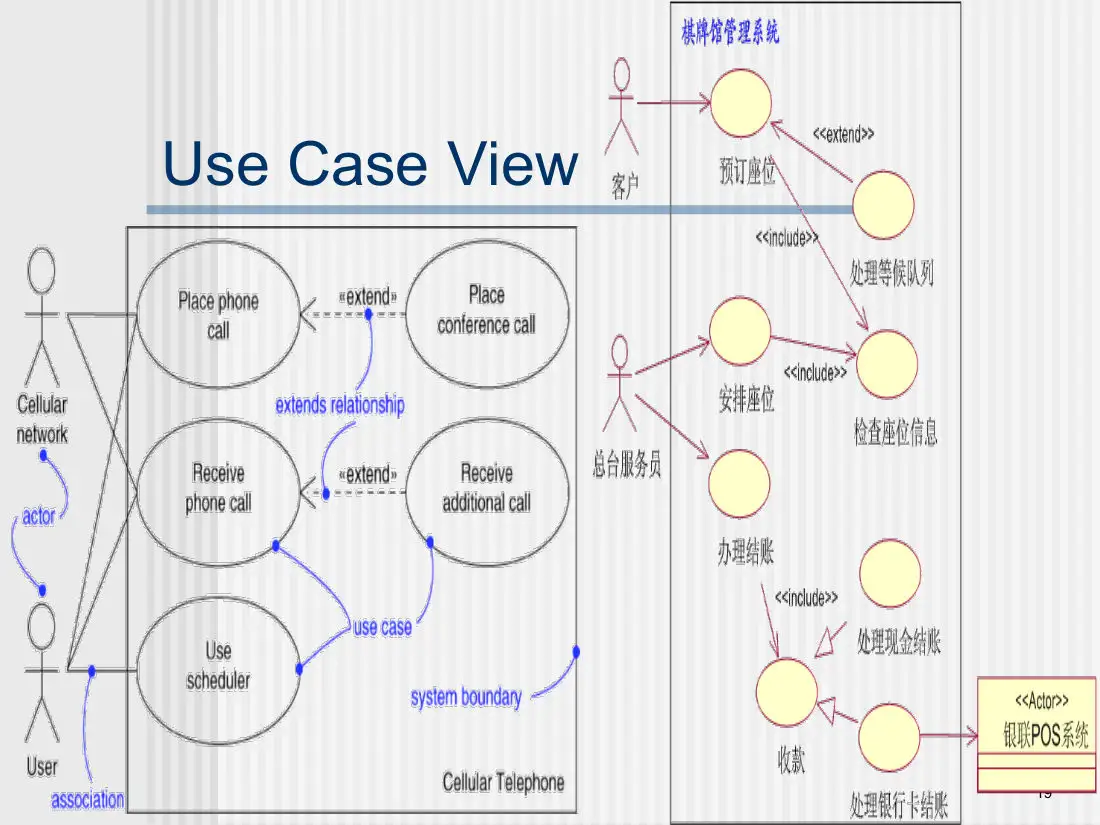 Use Case View
Cellular
network
actor
User
association
Place phone
call
«extend»
Place
conference call
extends relationship
Receive
phone call
«extend»
Receive
additional call
use case
Use
scheduler
system boundary
Cellular Telephone
棋牌馆管理系统
客户
预订座位
<<extend>>
<<include>>
处理等候队列
总台服务员
安排座位
<<include>>
检查座位信息
办理结账
<<include>>
处理现金结账
收款
处理银行卡结账
<<Actor>>
银联POS系统
19